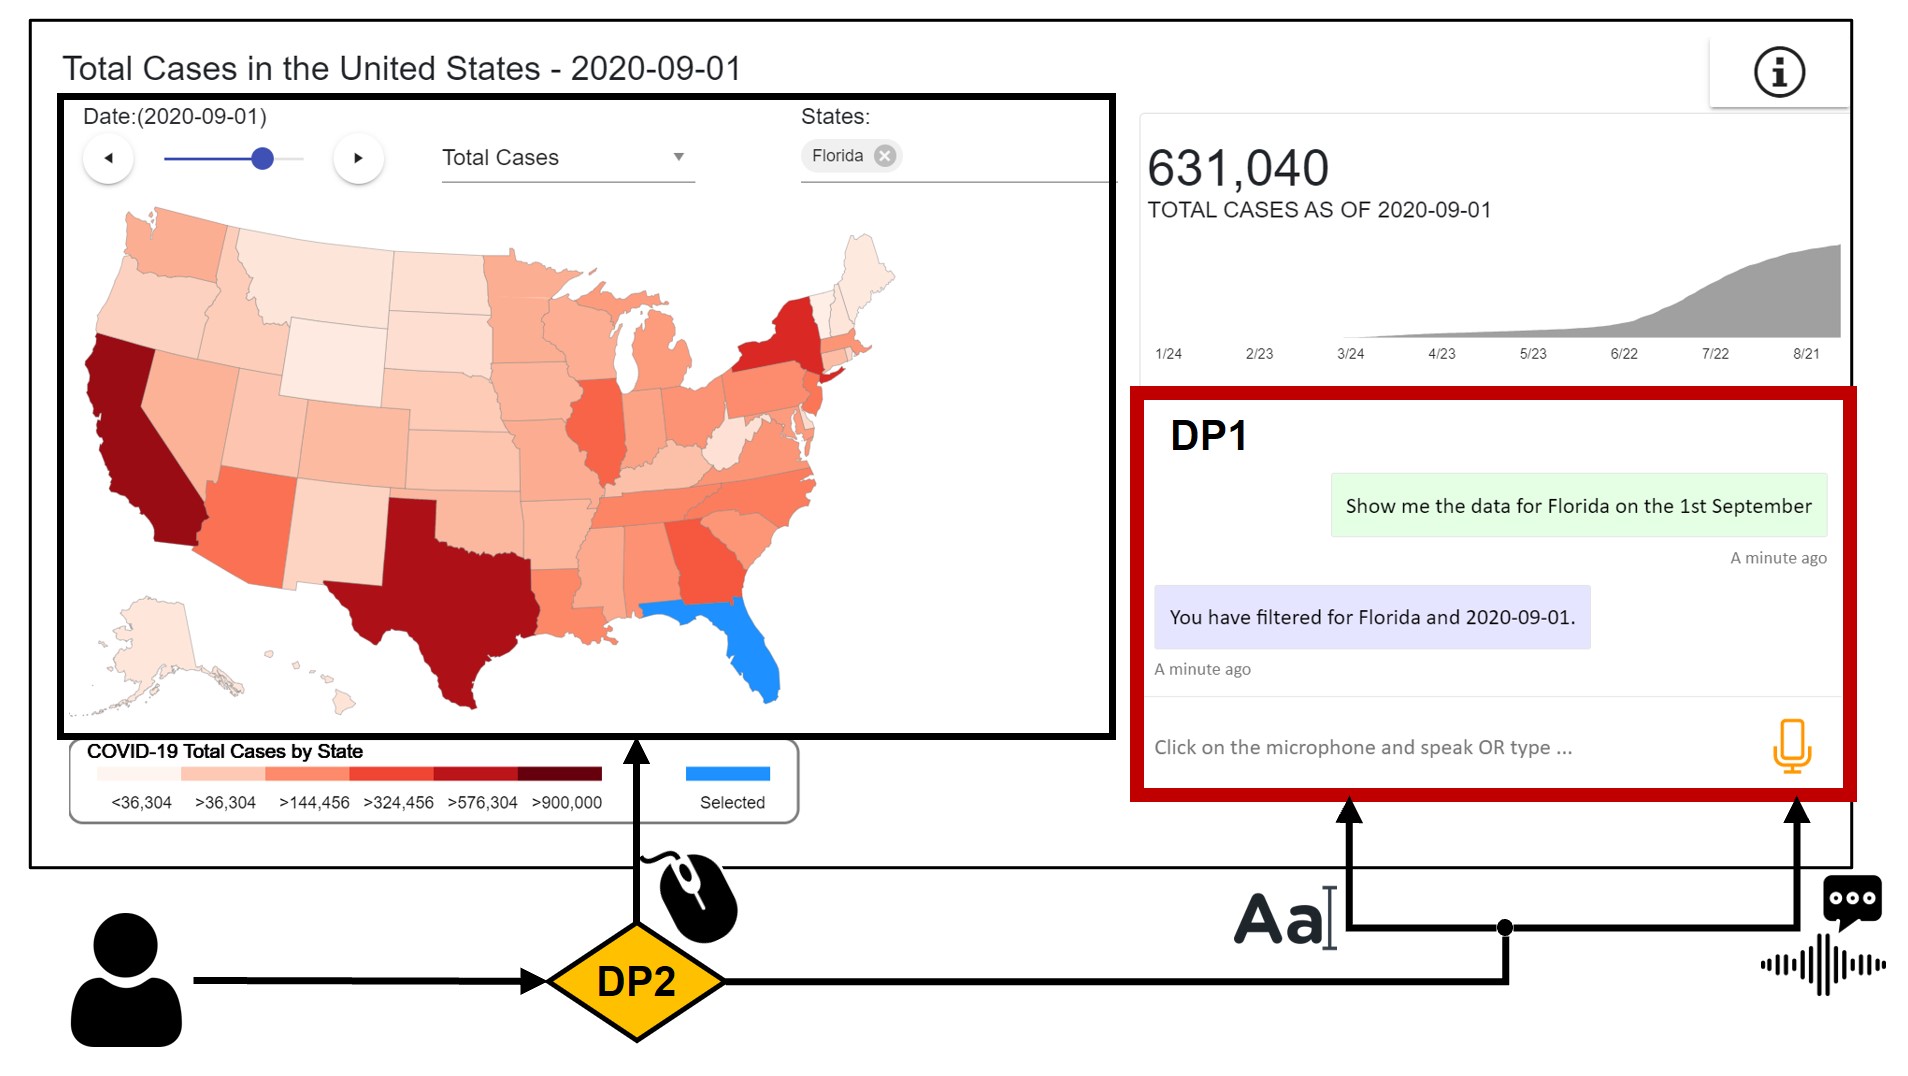 Total Cases in the United States - 2020-09-01
Date:(2020-09-01)
Total Cases
States:
Florida
631,040
TOTAL CASES AS OF 2020-09-01
1/24 2/23 3/24 4/23 5/23 6/22 7/22 8/21
DP1
Show me the data for Florida on the 1st September
A minute ago
You have filtered for Florida and 2020-09-01.
A minute ago
Click on the microphone and speak OR type ...
COVID-19 Total Cases by State
<36,304 >36,304 >144,456 >324,456 >576,304 >900,000 Selected
Aa
DP2